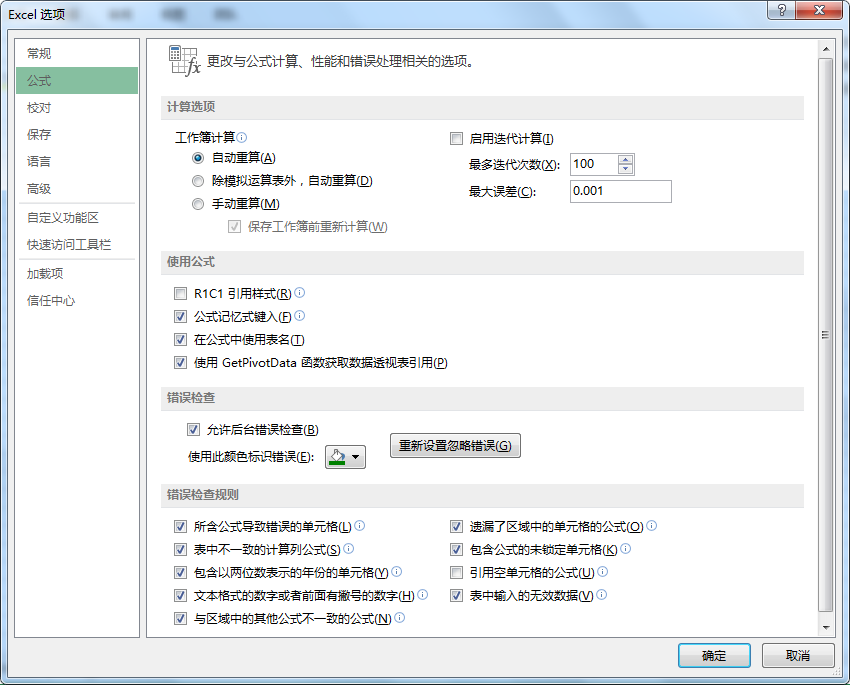 Excel 选项
常规
公式
校对
保存
语言
高级
自定义功能区
快速访问工具栏
加载项
信任中心
更改与公式计算、性能和错误处理相关的选项。
计算选项
工作簿计算
自动重算(A)
除模拟运算表外，自动重算(D)
手动重算(M)
保存工作簿前重新计算(W)
启用迭代计算(I)
最多迭代次数(X): 100
最大误差(C): 0.001
使用公式
R1C1 引用样式(R)
公式记忆式键入(F)
在公式中使用表名(T)
使用 GetPivotData 函数获取数据透视表引用(P)
错误检查
允许后台错误检查(B)
使用此颜色标识错误(E):
重新设置忽略错误(G)
错误检查规则
所含公式导致错误的单元格(L)
表中不一致的计算列公式(S)
包含以两位数表示的年份的单元格(Y)
文本格式的数字或者前面有撇号的数字(H)
与区域中的其他公式不一致的公式(N)
遗漏了区域中的单元格的公式(O)
包含公式的未锁定单元格(K)
引用空单元格的公式(U)
表中输入的无效数据(V)
确定
取消